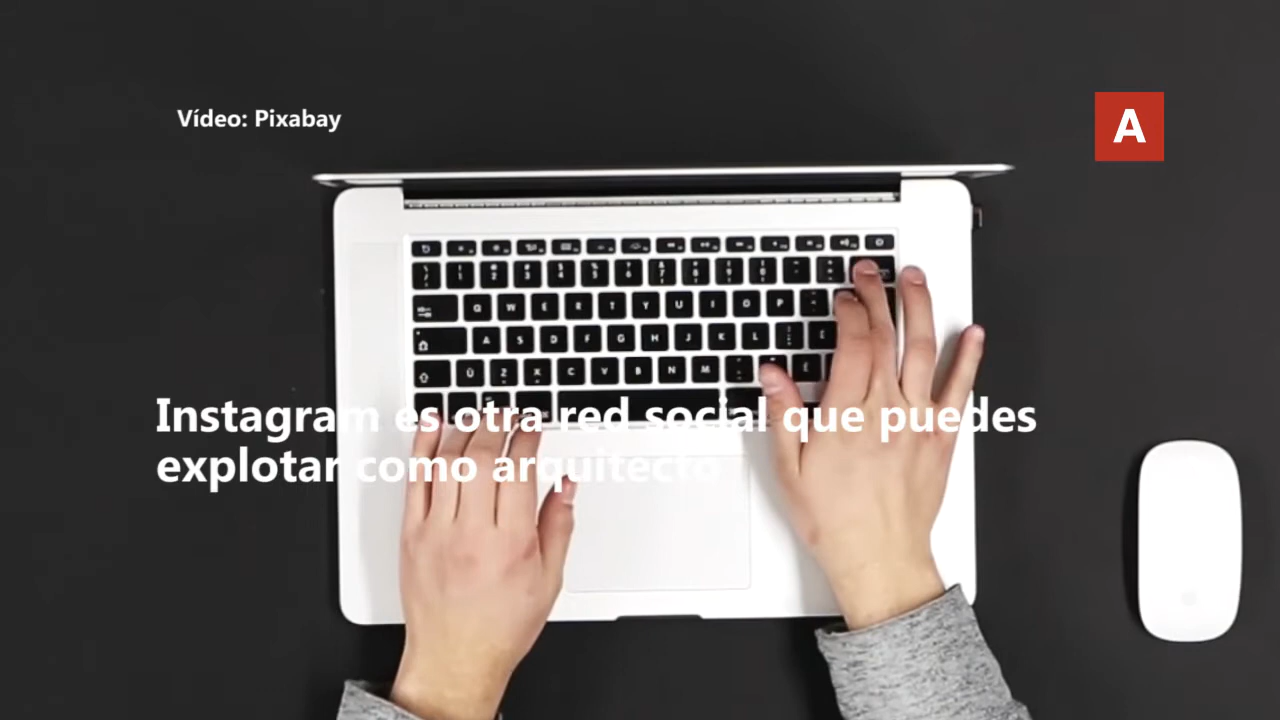 Vídeo: Pixabay
A
Instagram es otra red social que puedes
explotar como arquitecto
Q W E R T Y U I O P
A S D F G H J K L
Ù Z X C V B N M